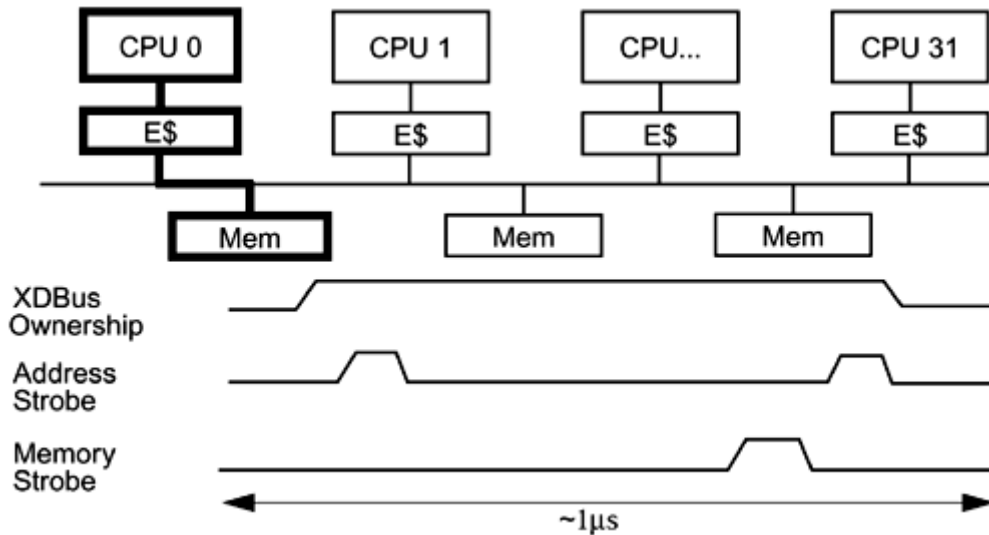 CPU 0
CPU 1
CPU...
CPU 31
E$
E$
E$
E$
Mem
Mem
Mem
XDBus
Ownership
Address
Strobe
Memory
Strobe
~1μs